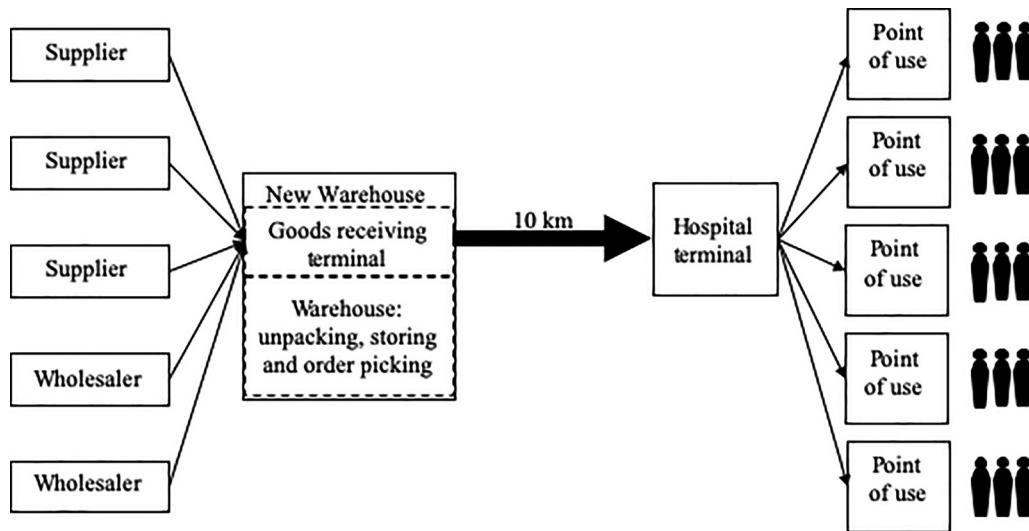 Supplier
Supplier
Supplier
Wholesaler
Wholesaler
New Warehouse
Goods receiving
terminal
Warehouse:
unpacking, storing
and order picking
10 km
Hospital
terminal
Point
of use
Point
of use
Point
of use
Point
of use
Point
of use